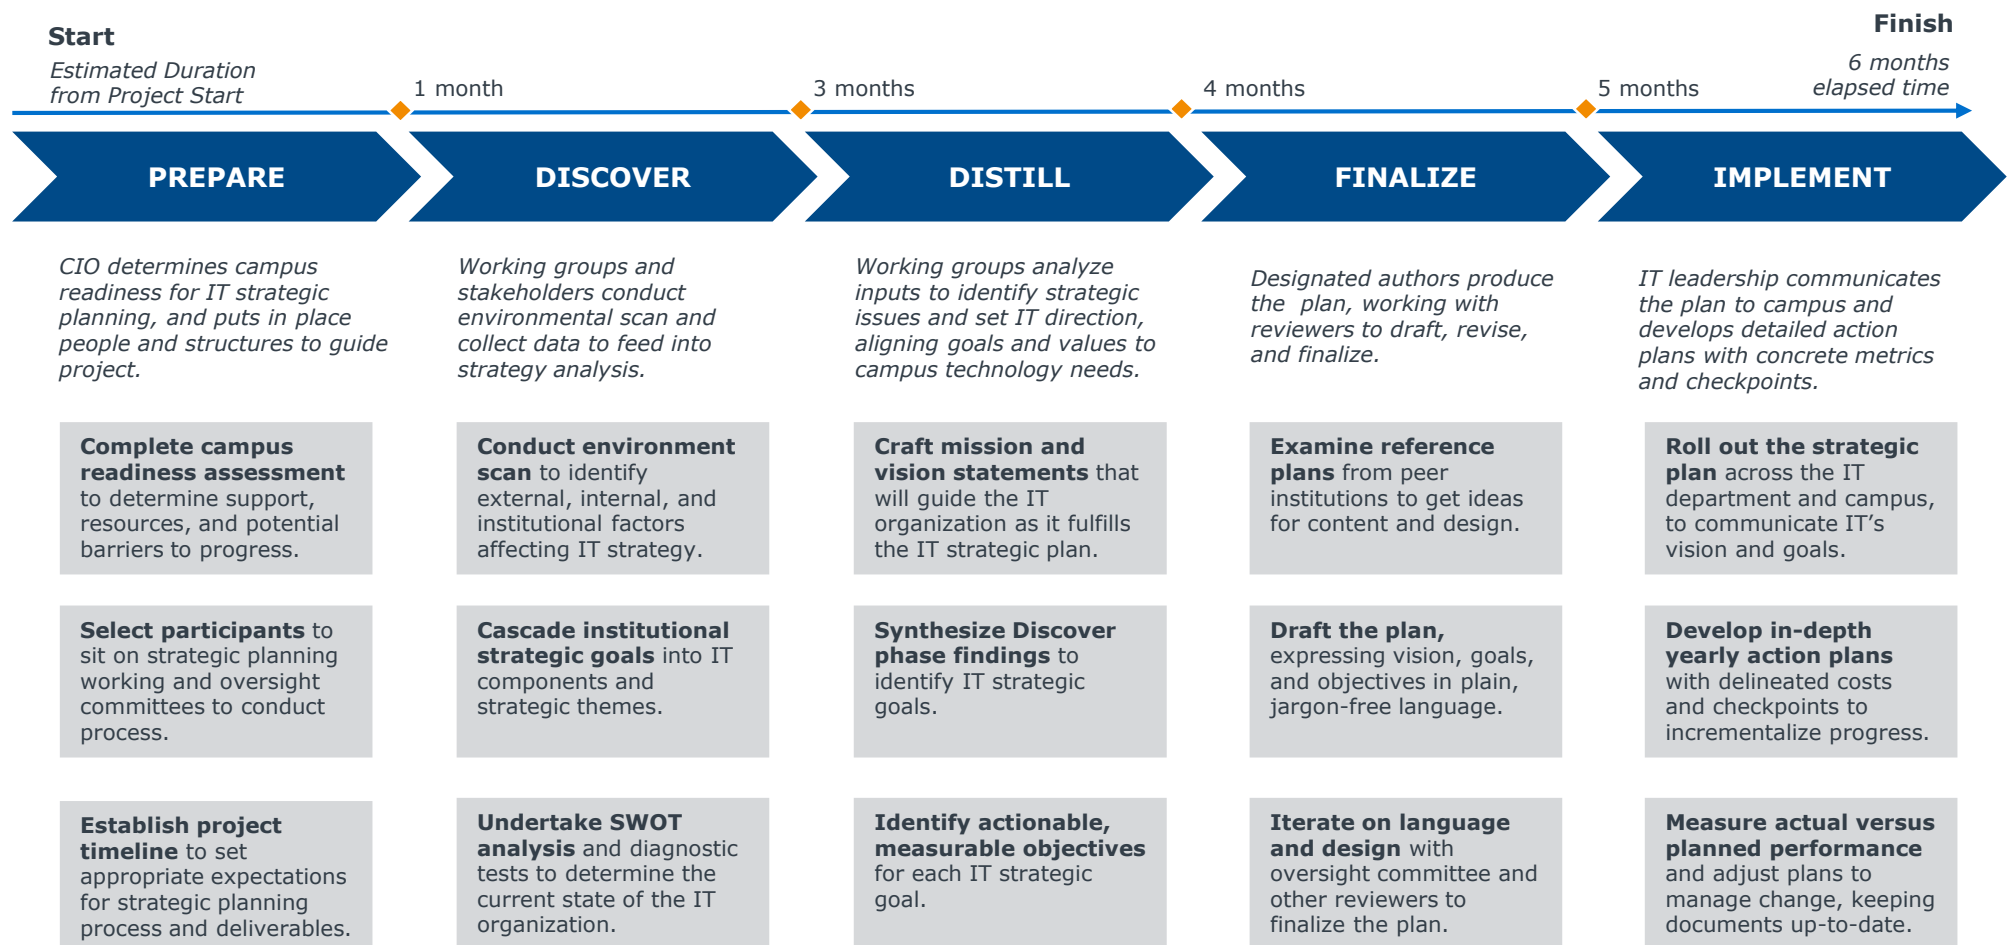 Start
Estimated Duration
from Project Start
1 month
3 months
4 months
5 months
Finish
6 months
elapsed time
PREPARE
DISCOVER
DISTILL
FINALIZE
IMPLEMENT
CIO determines campus
readiness for IT strategic
planning, and puts in place
people and structures to guide
project.
Working groups and
stakeholders conduct
environmental scan and
collect data to feed into
strategy analysis.
Working groups analyze
inputs to identify strategic
issues and set IT direction,
aligning goals and values to
campus technology needs.
Designated authors produce
the  plan, working with
reviewers to draft, revise,
and finalize.
IT leadership communicates
the plan to campus and
develops detailed action
plans with concrete metrics
and checkpoints.
Complete campus
readiness assessment
to determine support,
resources, and potential
barriers to progress.
Conduct environment
scan to identify
external, internal, and
institutional factors
affecting IT strategy.
Craft mission and
vision statements that
will guide the IT
organization as it fulfills
the IT strategic plan.
Examine reference
plans from peer
institutions to get ideas
for content and design.
Roll out the strategic
plan across the IT
department and campus,
to communicate IT’s
vision and goals.
Select participants to
sit on strategic planning
working and oversight
committees to conduct
process.
Cascade institutional
strategic goals into IT
components and
strategic themes.
Synthesize Discover
phase findings to
identify IT strategic
goals.
Draft the plan,
expressing vision, goals,
and objectives in plain,
jargon-free language.
Develop in-depth
yearly action plans
with delineated costs
and checkpoints to
incrementalize progress.
Establish project
timeline to set
appropriate expectations
for strategic planning
process and deliverables.
Undertake SWOT
analysis and diagnostic
tests to determine the
current state of the IT
organization.
Identify actionable,
measurable objectives
for each IT strategic
goal.
Iterate on language
and design with
oversight committee and
other reviewers to
finalize the plan.
Measure actual versus
planned performance
and adjust plans to
manage change, keeping
documents up-to-date.